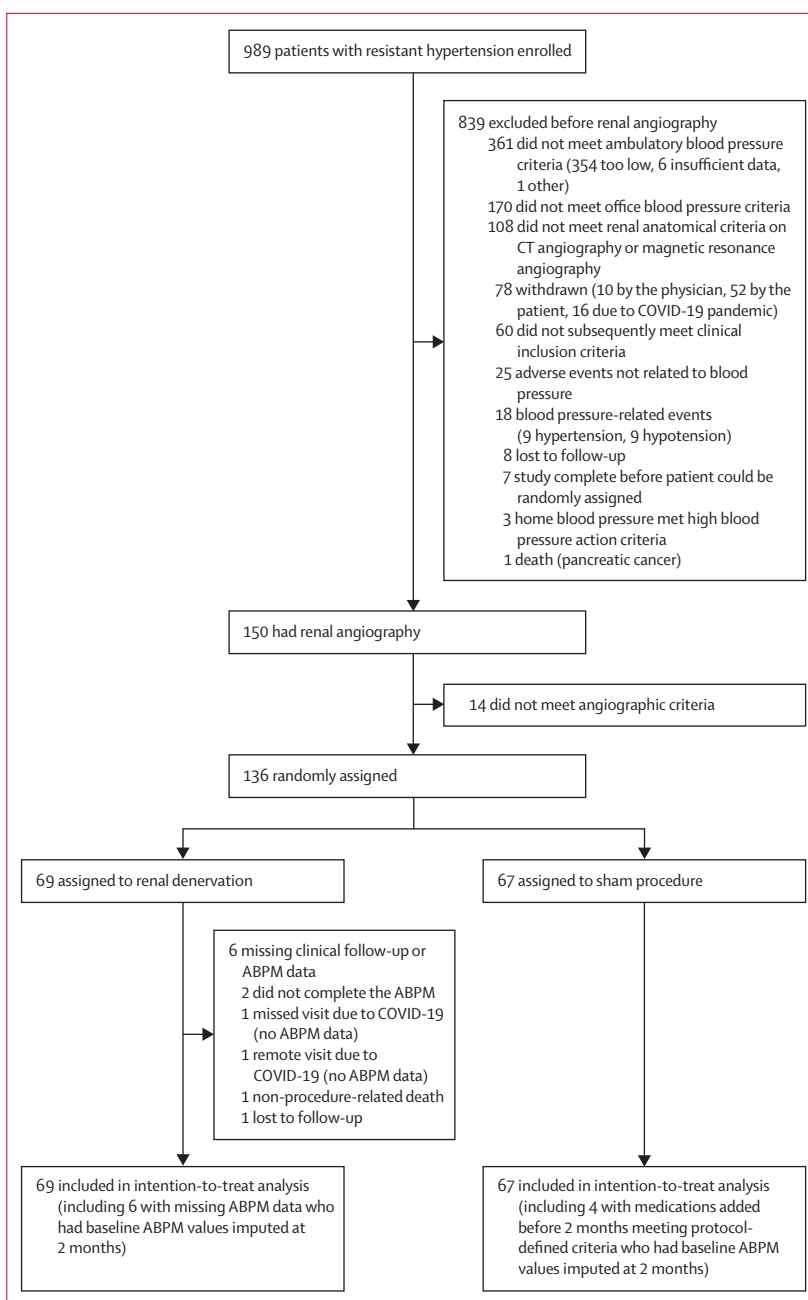 989 patients with resistant hypertension enrolled
839 excluded before renal angiography
361 did not meet ambulatory blood pressure
criteria (354 too low, 6 insufficient data,
1 other)
170 did not meet office blood pressure criteria
108 did not meet renal anatomical criteria on
CT angiography or magnetic resonance
angiography
78 withdrawn (10 by the physician, 52 by the
patient, 16 due to COVID-19 pandemic)
60 did not subsequently meet clinical
inclusion criteria
25 adverse events not related to blood
pressure
18 blood pressure-related events
(9 hypertension, 9 hypotension)
8 lost to follow-up
7 study complete before patient could be
randomly assigned
3 home blood pressure met high blood
pressure action criteria
1 death (pancreatic cancer)
150 had renal angiography
14 did not meet angiographic criteria
136 randomly assigned
69 assigned to renal denervation
67 assigned to sham procedure
6 missing clinical follow-up or
ABPM data
2 did not complete the ABPM
1 missed visit due to COVID-19
(no ABPM data)
1 remote visit due to
COVID-19 (no ABPM data)
1 non-procedure-related death
1 lost to follow-up
69 included in intention-to-treat analysis
(including 6 with missing ABPM data who
had baseline ABPM values imputed at
2 months)
67 included in intention-to-treat analysis
(including 4 with medications added
before 2 months meeting protocol-
defined criteria who had baseline ABPM
values imputed at 2 months)